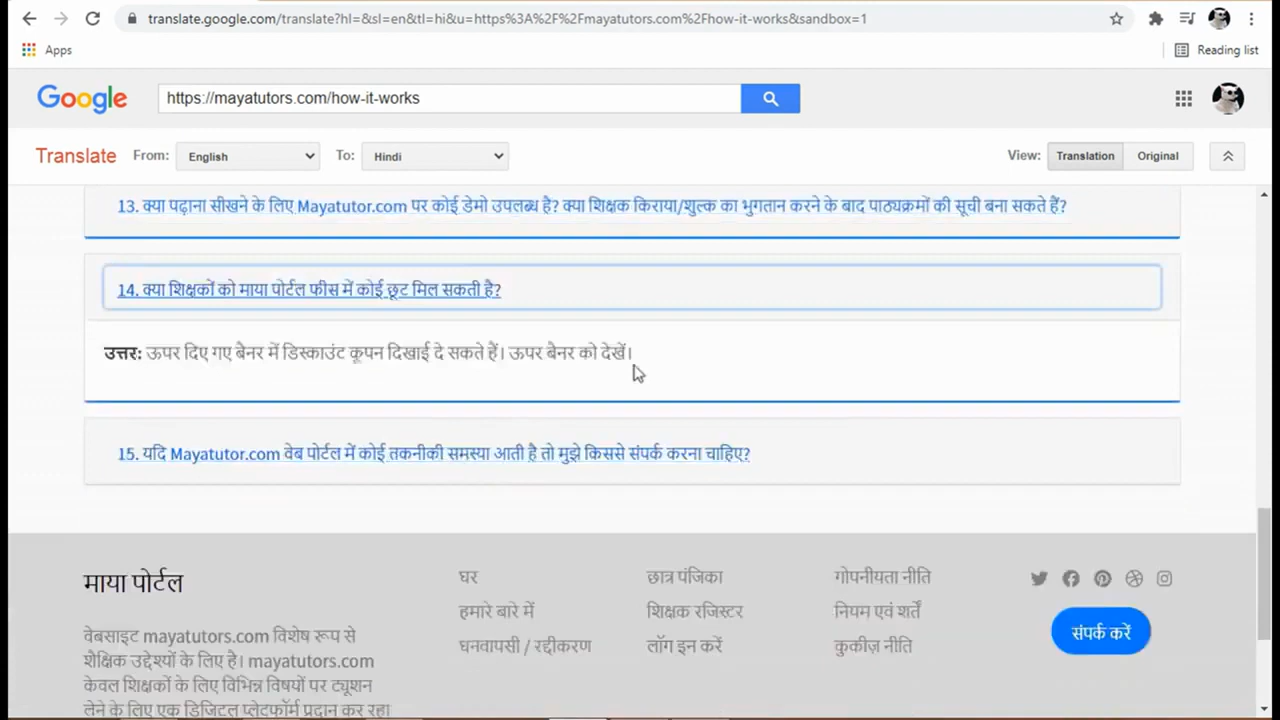 translate.google.com/translate?hl=&sl=en&tl=hi&u=https%3A%2F%2Fmayatutors.com%2Fhow-it-works&sandbox=1
Apps
Reading list
Google
https://mayatutors.com/how-it-works
Translate From: English To: Hindi View: Translation Original
13. क्या पढ़ाना सीखने के लिए Mayatutor.com पर कोई डेमो उपलब्ध है? क्या शिक्षक किराया/शुल्क का भुगतान करने के बाद पाठ्यक्रमों की सूची बना सकते हैं?
14. क्या शिक्षकों को माया पोर्टल फीस में कोई छूट मिल सकती है?
उत्तर: ऊपर दिए गए बैनर में डिस्काउंट कूपन दिखाई दे सकते हैं। ऊपर बैनर को देखें।
15. यदि Mayatutor.com वेब पोर्टल में कोई तकनीकी समस्या आती है तो मुझे किससे संपर्क करना चाहिए?
माया पोर्टल
वेबसाइट mayatutors.com विशेष रूप से
शैक्षिक उद्देश्यों के लिए है। mayatutors.com
केवल शिक्षकों के लिए विभिन्न विषयों पर ट्यूशन
लेने के लिए एक डिजिटल प्लेटफॉर्म प्रदान कर रहा
घर
हमारे बारे में
धनवापसी / रद्दीकरण
छात्र पंजिका
शिक्षक रजिस्टर
लॉग इन करें
गोपनीयता नीति
नियम एवं शर्तें
कुकीज़ नीति
संपर्क करें